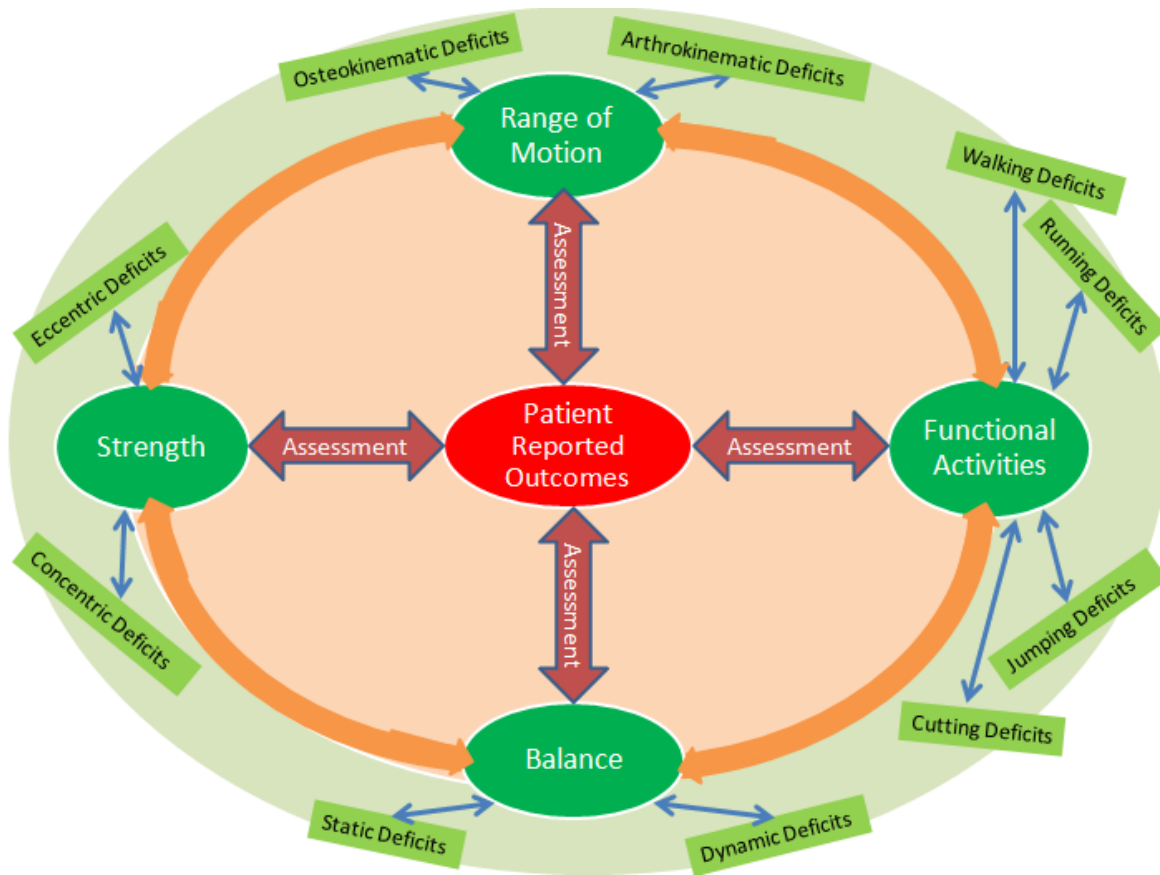 Osteokinematic Deficits
Arthrokinematic Deficits
Range of
Motion
Walking Deficits
Running Deficits
Eccentric Deficits
Assessment
Strength
Assessment
Patient
Reported
Outcomes
Assessment
Functional
Activities
Assessment
Concentric Deficits
Jumping Deficits
Cutting Deficits
Balance
Static Deficits
Dynamic Deficits